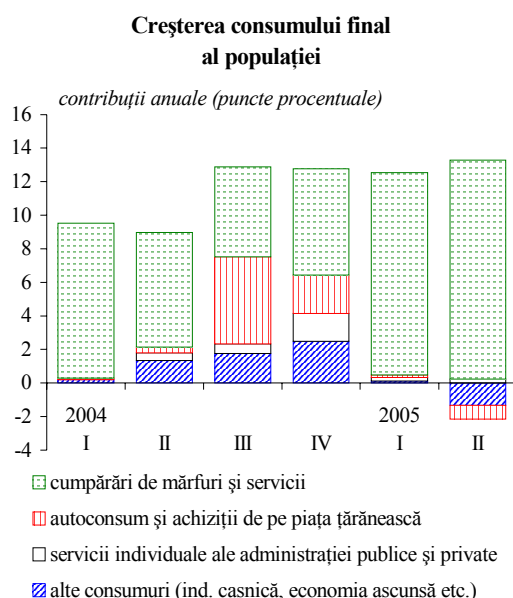 Creşterea consumului final
al populaţiei
contribuţii anuale (puncte procentuale)
16
14
12
10
8
6
4
2
0
-2
-4
2004 2005
I II III IV I II
cumpărări de mărfuri şi servicii
autoconsum şi achiziţii de pe piaţa ţărănească
servicii individuale ale administraţiei publice şi private
alte consumuri (ind. casnică, economia ascunsă etc.)